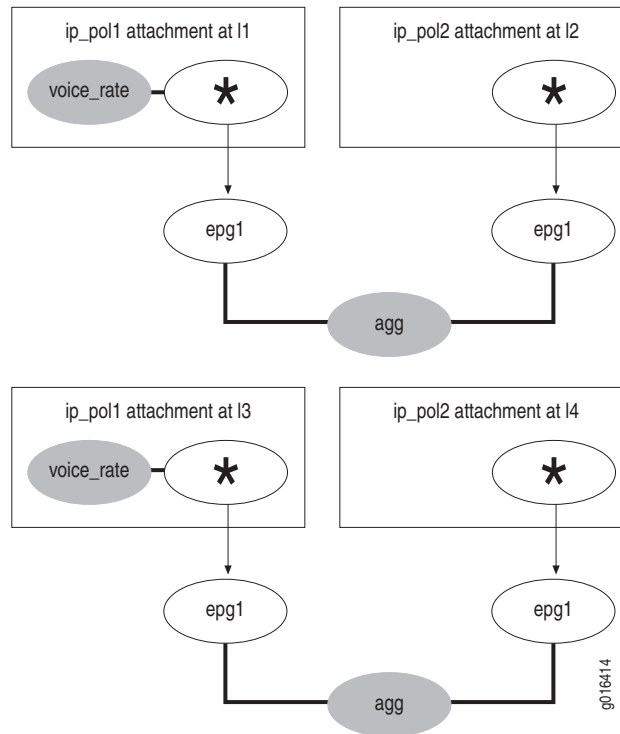 ip_pol1 attachment at l1
ip_pol2 attachment at l2
voice_rate
*
*
epg1
epg1
agg
ip_pol1 attachment at l3
ip_pol2 attachment at l4
voice_rate
*
*
epg1
epg1
agg
g016414